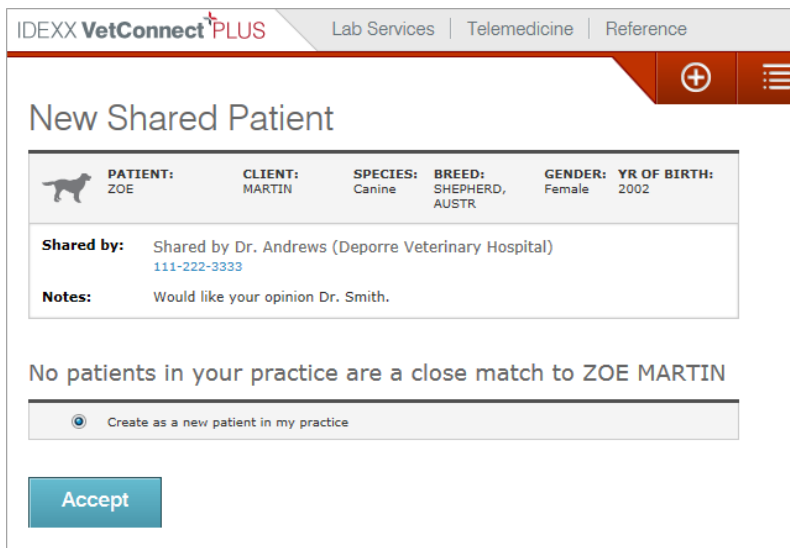 IDEXX VetConnect PLUS Lab Services Telemedicine Reference
New Shared Patient
PATIENT: CLIENT: SPECIES: BREED: GENDER: YR OF BIRTH:
ZOE MARTIN Canine SHEPHERD, Female 2002
AUSTR
Shared by: Shared by Dr. Andrews (Deporre Veterinary Hospital)
111-222-3333
Notes: Would like your opinion Dr. Smith.
No patients in your practice are a close match to ZOE MARTIN
Create as a new patient in my practice
Accept